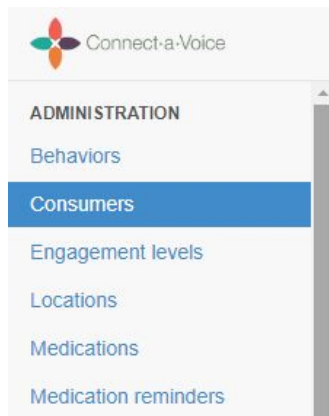 Connect-a-Voice
ADMINISTRATION
Behaviors
Consumers
Engagement levels
Locations
Medications
Medication reminders